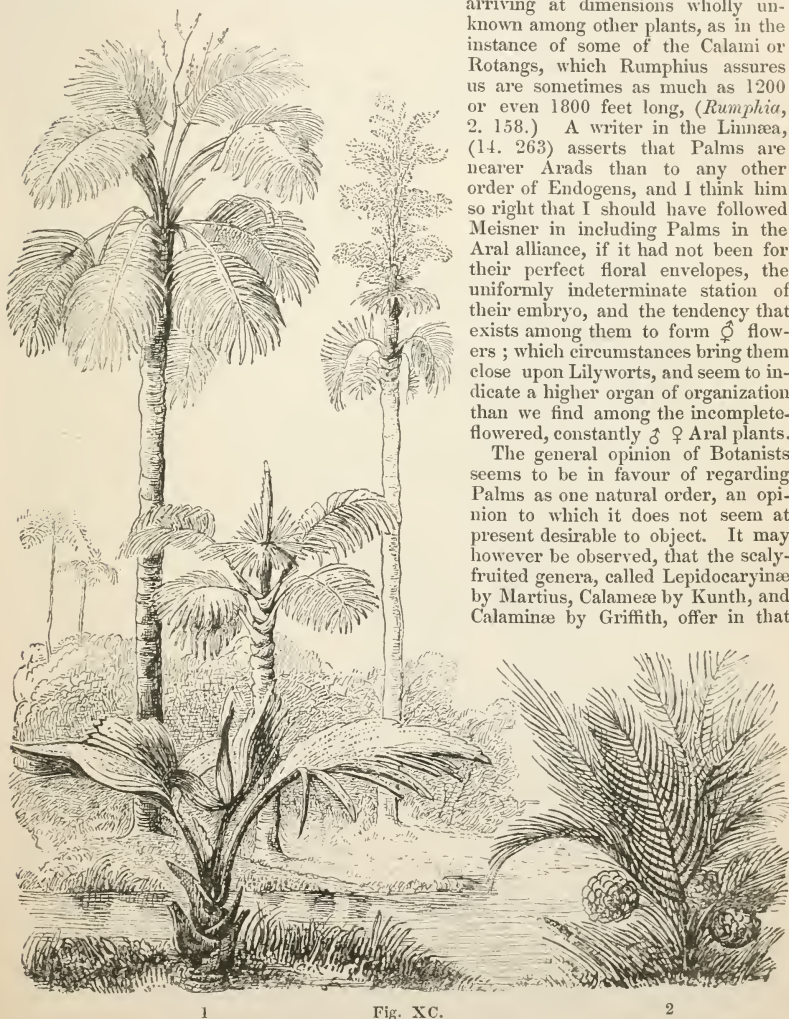 arriving at dimensions wholly un-
known among other plants, as in the
instance of some of the Calami or
Rotangs, which Rumphius assures
us are sometimes as much as 1200
or even 1800 feet long, (Rumphia,
2. 158.) A writer in the Linnæa,
(14. 263) asserts that Palms are
nearer Arads than to any other
order of Endogens, and I think him
so right that I should have followed
Meisner in including Palms in the
Aral alliance, if it had not been for
their perfect floral envelopes, the
uniformly indeterminate station of
their embryo, and the tendency that
exists among them to form ⚥ flow-
ers ; which circumstances bring them
close upon Lilyworts, and seem to in-
dicate a higher organ of organization
than we find among the incomplete-
flowered, constantly ♂ ♀ Aral plants.
The general opinion of Botanists
seems to be in favour of regarding
Palms as one natural order, an opi-
nion to which it does not seem at
present desirable to object. It may
however be observed, that the scaly-
fruited genera, called Lepidocaryinæ
by Martius, Calameæ by Kunth, and
Calaminæ by Griffith, offer in that
1 Fig. XC. 2